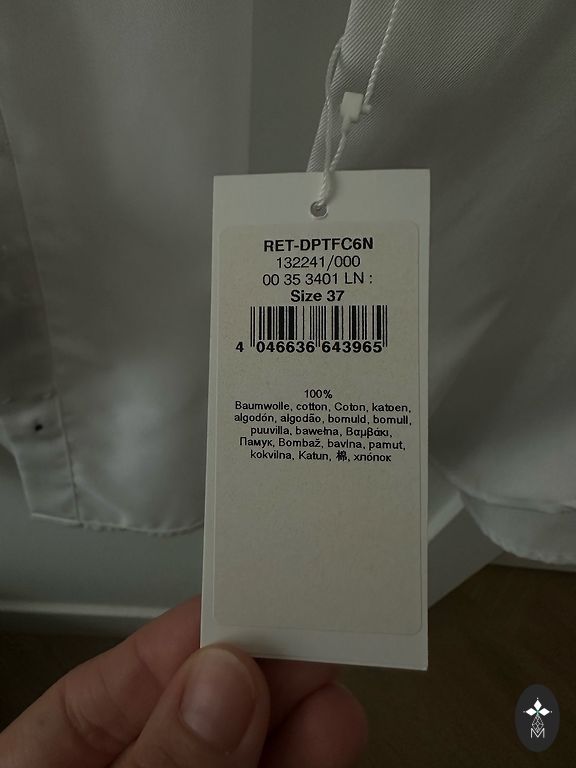 RET-DPTFC6N
132241/000
00 35 3401 LN :
Size 37
4 046636 643965
100%
Baumwolle, cotton, Coton, katoen,
algodón, algodão, bomuld, bomull,
puuvilla, bawełna, Βαμβάκι,
Памук, Bombaž, bavlna, pamut,
kokvilna, Katun, 棉, хлопок
M